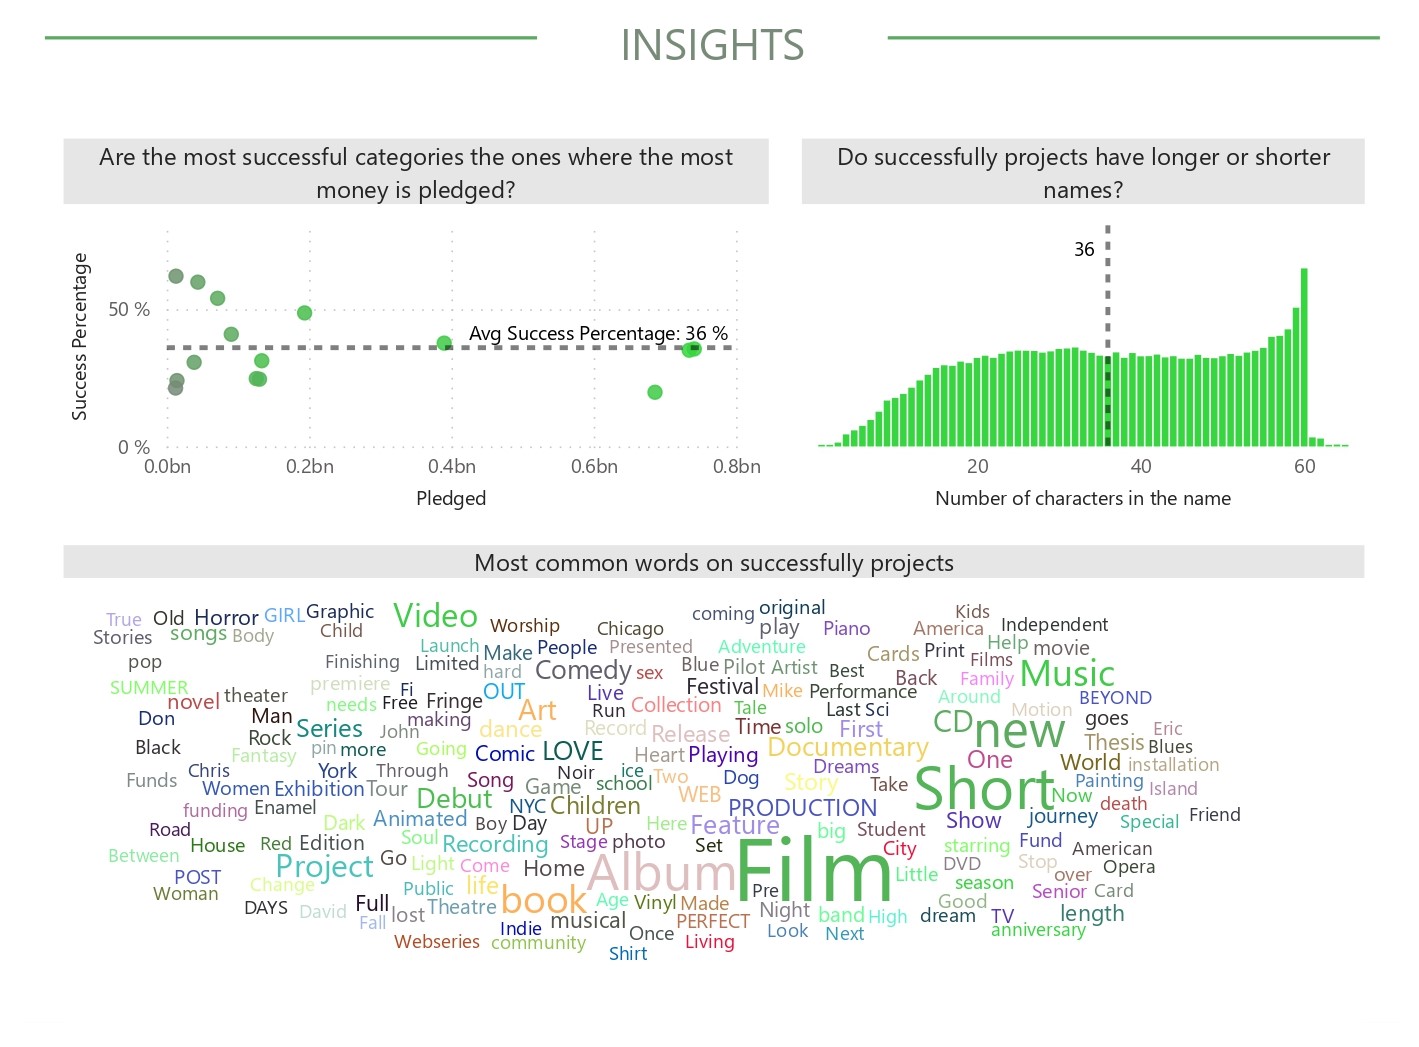 INSIGHTS
Are the most successful categories the ones where the most
money is pledged?
Do successfully projects have longer or shorter
names?
Success Percentage
50 %
0 %
Avg Success Percentage: 36 %
0.0bn 0.2bn 0.4bn 0.6bn 0.8bn
Pledged
36
20 40 60
Number of characters in the name
Most common words on successfully projects
True Old Horror GIRL Graphic Video Worship Chicago coming original Kids
Stories songs Body Child play Piano America Independent
pop Finishing Launch Limited Make People Presented Adventure Cards Print Help movie
hard Comedy sex Blue Pilot Artist Best Films Music
SUMMER premiere Fi OUT Live Festival Mike Performance Back Family Around BEYOND
novel theater needs Free Fringe Art Run Collection Tale Last Sci Motion
Don Man Series John making dance Record Release Time solo First CD new goes Eric
Black Rock Fantasy pin more Going Comic LOVE Heart Playing Documentary One Thesis Blues
Funds Chris York Through Song Noir ice Two Dog Dreams Take World installation
Women Exhibition Tour Game school WEB Story Short Painting Island
funding Enamel Debut NYC Children PRODUCTION Now death
Road Dark Animated Boy Day UP Here Feature big Student Show journey Special Friend
House Red Edition Soul Recording Stage photo Set City starring Fund American
Between Project Go Light Come Home Album Film Little DVD Stop over Opera
POST Change Public life book Pre season Senior Card
Woman DAYS David Full lost Theatre Age Vinyl Made Night Good
Fall Indie musical PERFECT band High dream TV length
Webseries community Once Living Look Next anniversary
Shirt